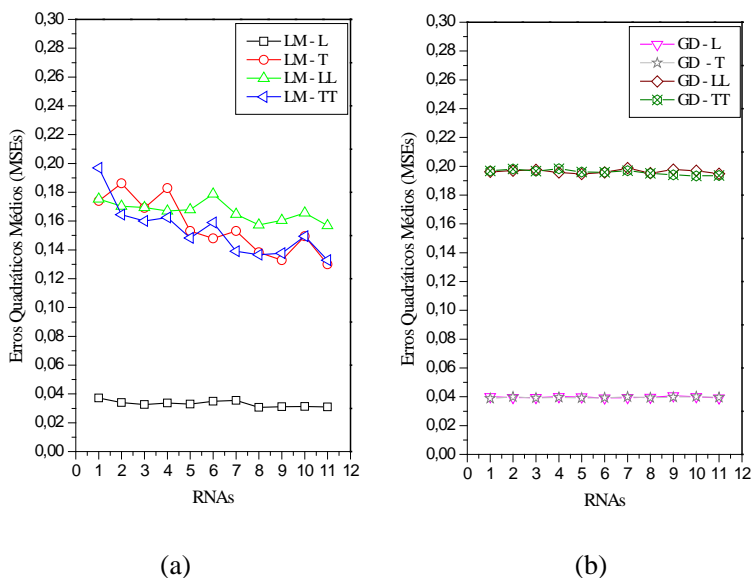 0,30
0,28
0,26
0,24
0,22
0,20
0,18
0,16
0,14
0,12
0,10
0,08
0,06
0,04
0,02
0,00
Erros Quadráticos Médios (MSEs)
LM - L
LM - T
LM - LL
LM - TT
0 1 2 3 4 5 6 7 8 9 10 11 12
RNAs
(a)
0,30
0,28
0,26
0,24
0,22
0,20
0,18
0,16
0,14
0,12
0,10
0,08
0,06
0,04
0,02
0,00
Erros Quadráticos Médios (MSEs)
GD - L
GD - T
GD - LL
GD - TT
0 1 2 3 4 5 6 7 8 9 10 11 12
RNAs
(b)